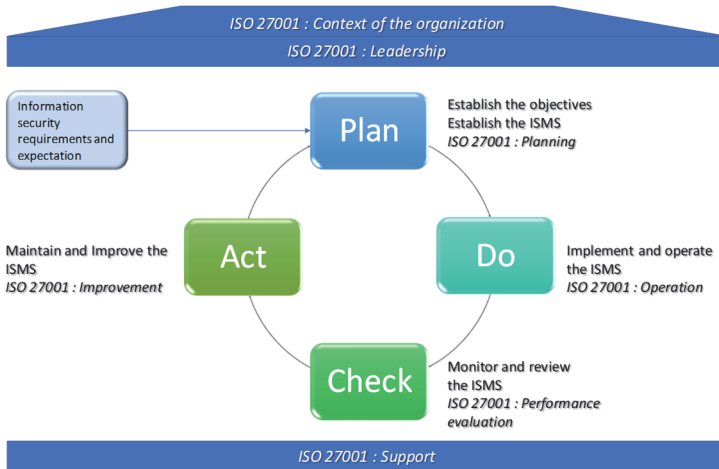 ISO 27001 : Context of the organization
ISO 27001 : Leadership
Information
security
requirements and
expectation
Plan
Establish the objectives
Establish the ISMS
ISO 27001 : Planning
Act
Maintain and Improve the
ISMS
ISO 27001 : Improvement
Do
Implement and operate
the ISMS
ISO 27001 : Operation
Check
Monitor and review
the ISMS
ISO 27001 : Performance
evaluation
ISO 27001 : Support